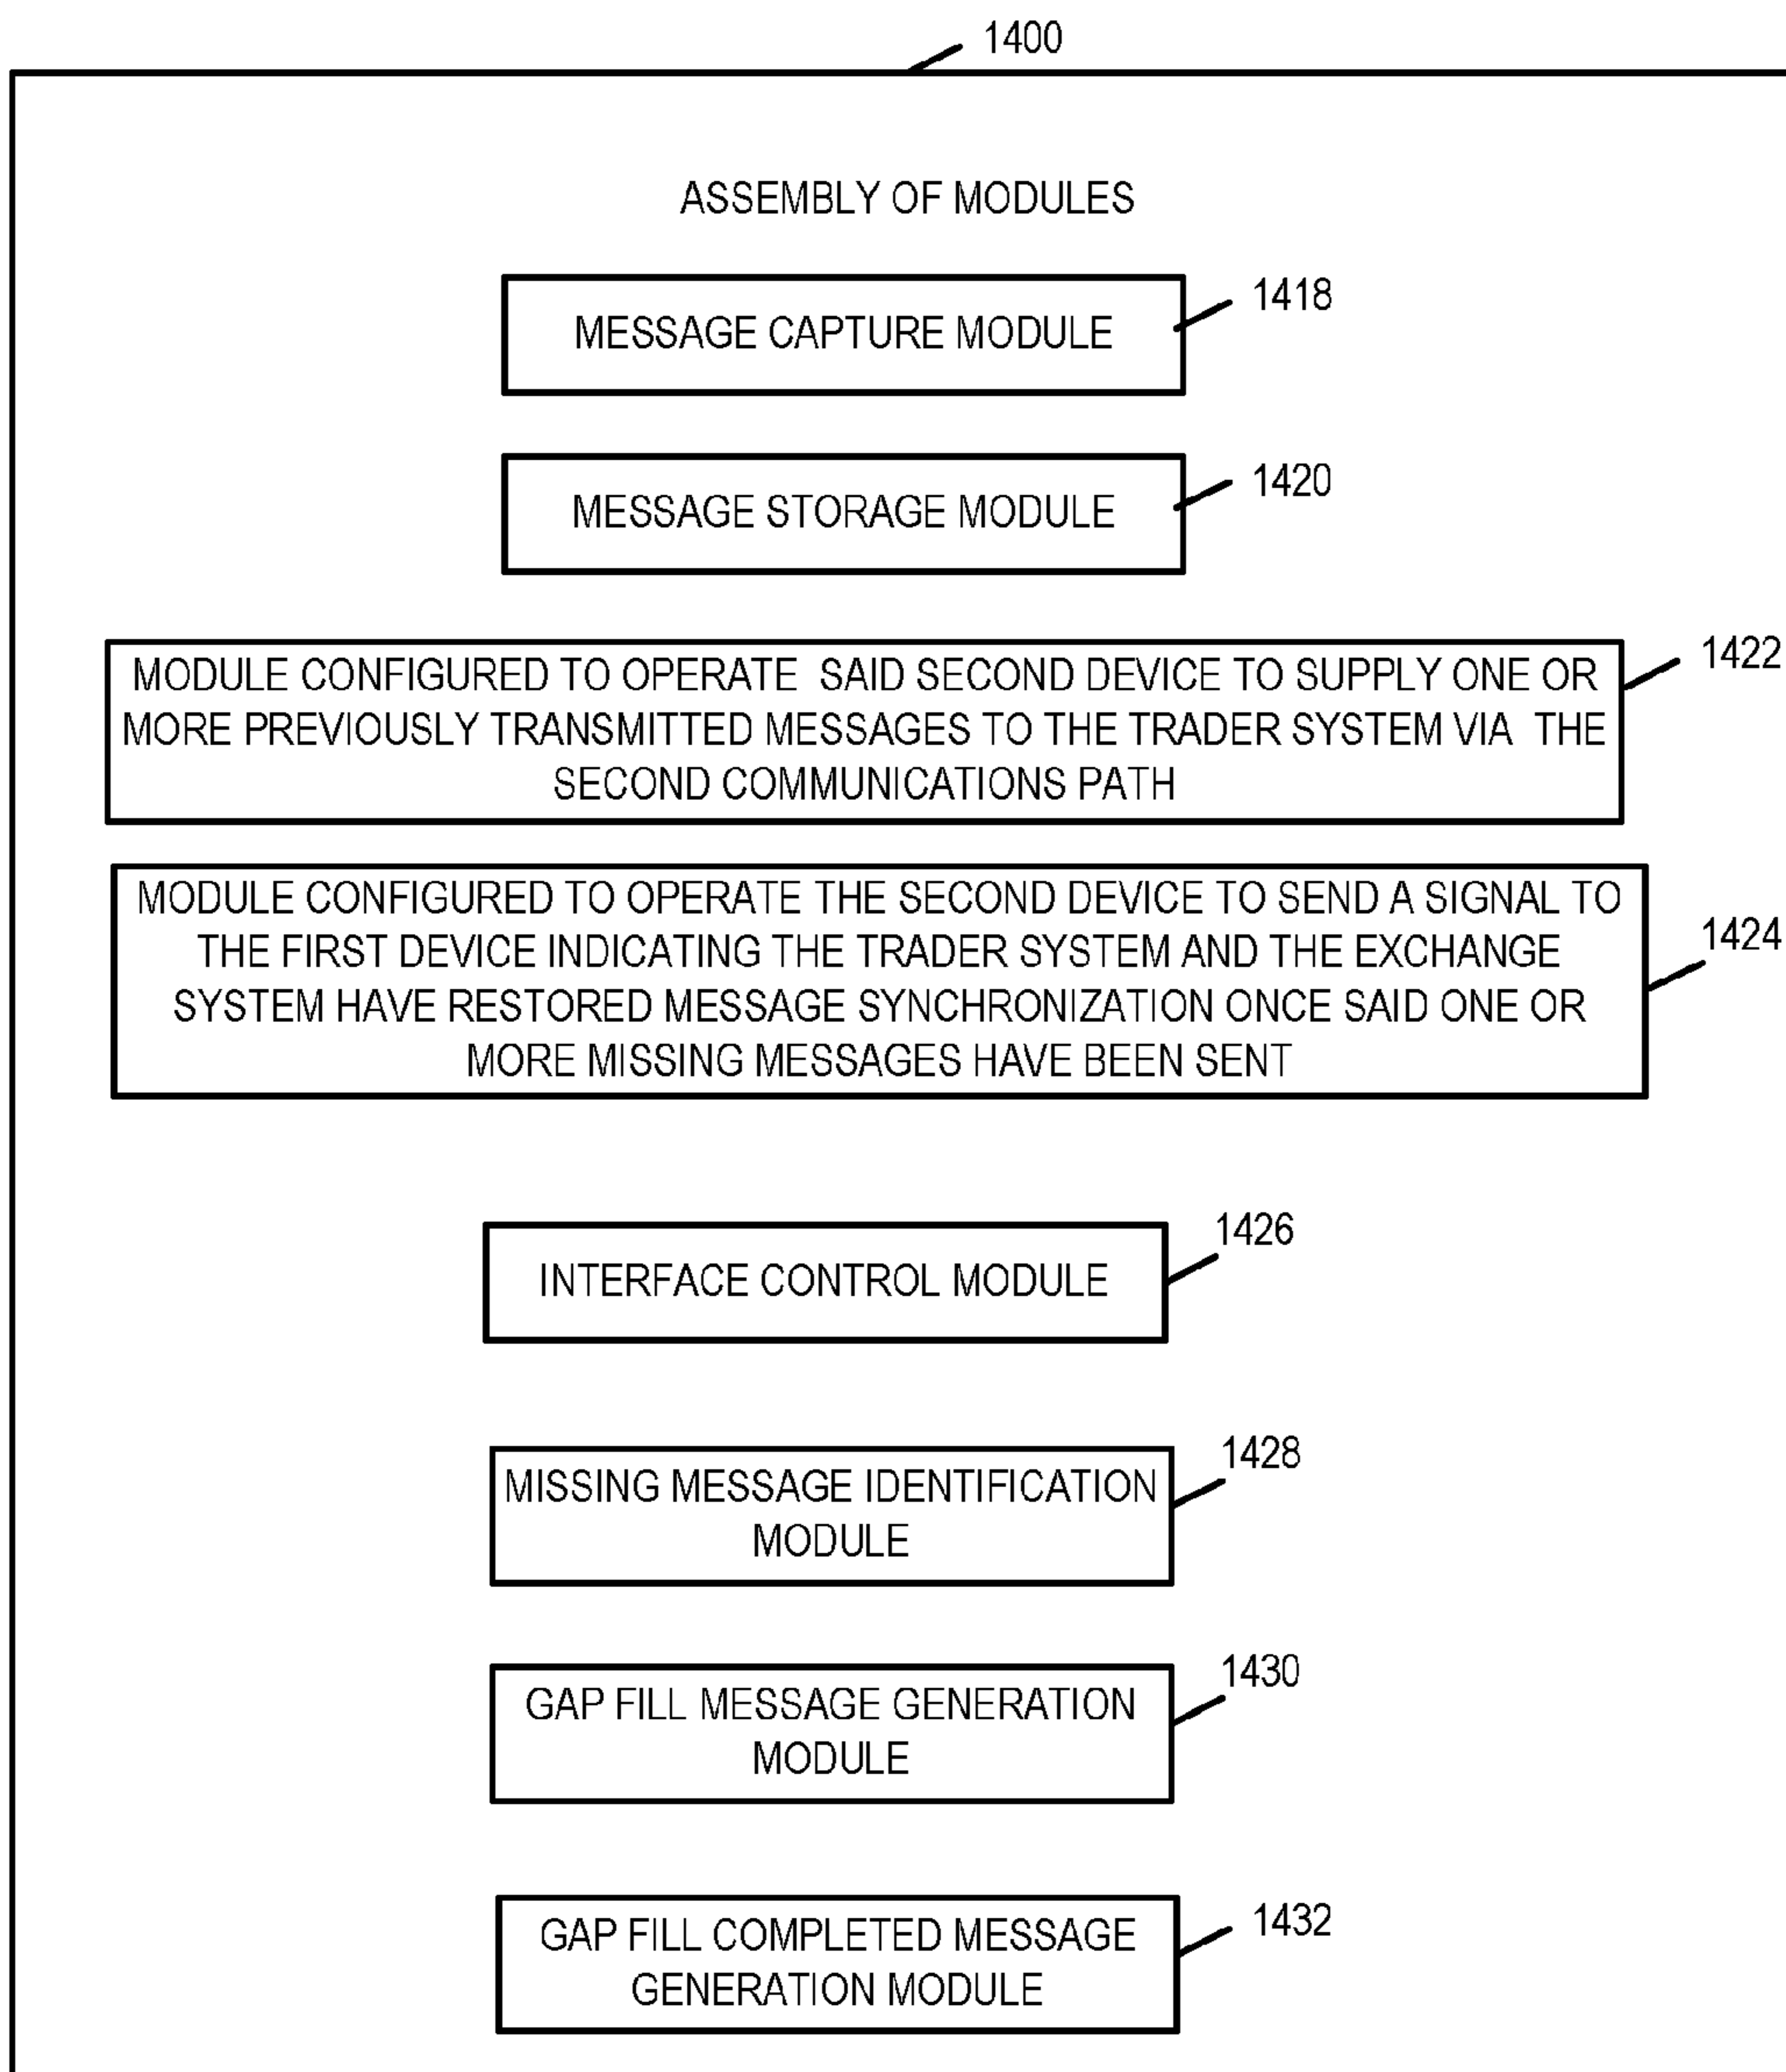 1400
ASSEMBLY OF MODULES
1418
MESSAGE CAPTURE MODULE
1420
MESSAGE STORAGE MODULE
1422
MODULE CONFIGURED TO OPERATE SAID SECOND DEVICE TO SUPPLY ONE OR
MORE PREVIOUSLY TRANSMITTED MESSAGES TO THE TRADER SYSTEM VIA THE
SECOND COMMUNICATIONS PATH
MODULE CONFIGURED TO OPERATE THE SECOND DEVICE TO SEND A SIGNAL TO
1424
THE FIRST DEVICE INDICATING THE TRADER SYSTEM AND THE EXCHANGE
SYSTEM HAVE RESTORED MESSAGE SYNCHRONIZATION ONCE SAID ONE OR
MORE MISSING MESSAGES HAVE BEEN SENT
1426
INTERFACE CONTROL MODULE
1428
MISSING MESSAGE IDENTIFICATION
MODULE
1430
GAP FILL MESSAGE GENERATION
MODULE
1432
GAP FILL COMPLETED MESSAGE
GENERATION MODULE